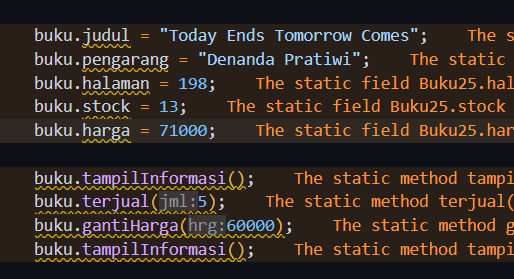 buku.judul = "Today Ends Tomorrow Comes"; The s
buku.pengarang = "Denanda Pratiwi"; The static
buku.halaman = 198; The static field Buku25.hal
buku.stock = 13; The static field Buku25.stock
buku.harga = 71000; The static field Buku25.har
buku.tampilInformasi(); The static method tampi
buku.terjual(jml:5); The static method terjual(
buku.gantiHarga(hrg:60000); The static method g
buku.tampilInformasi(); The static method tampi